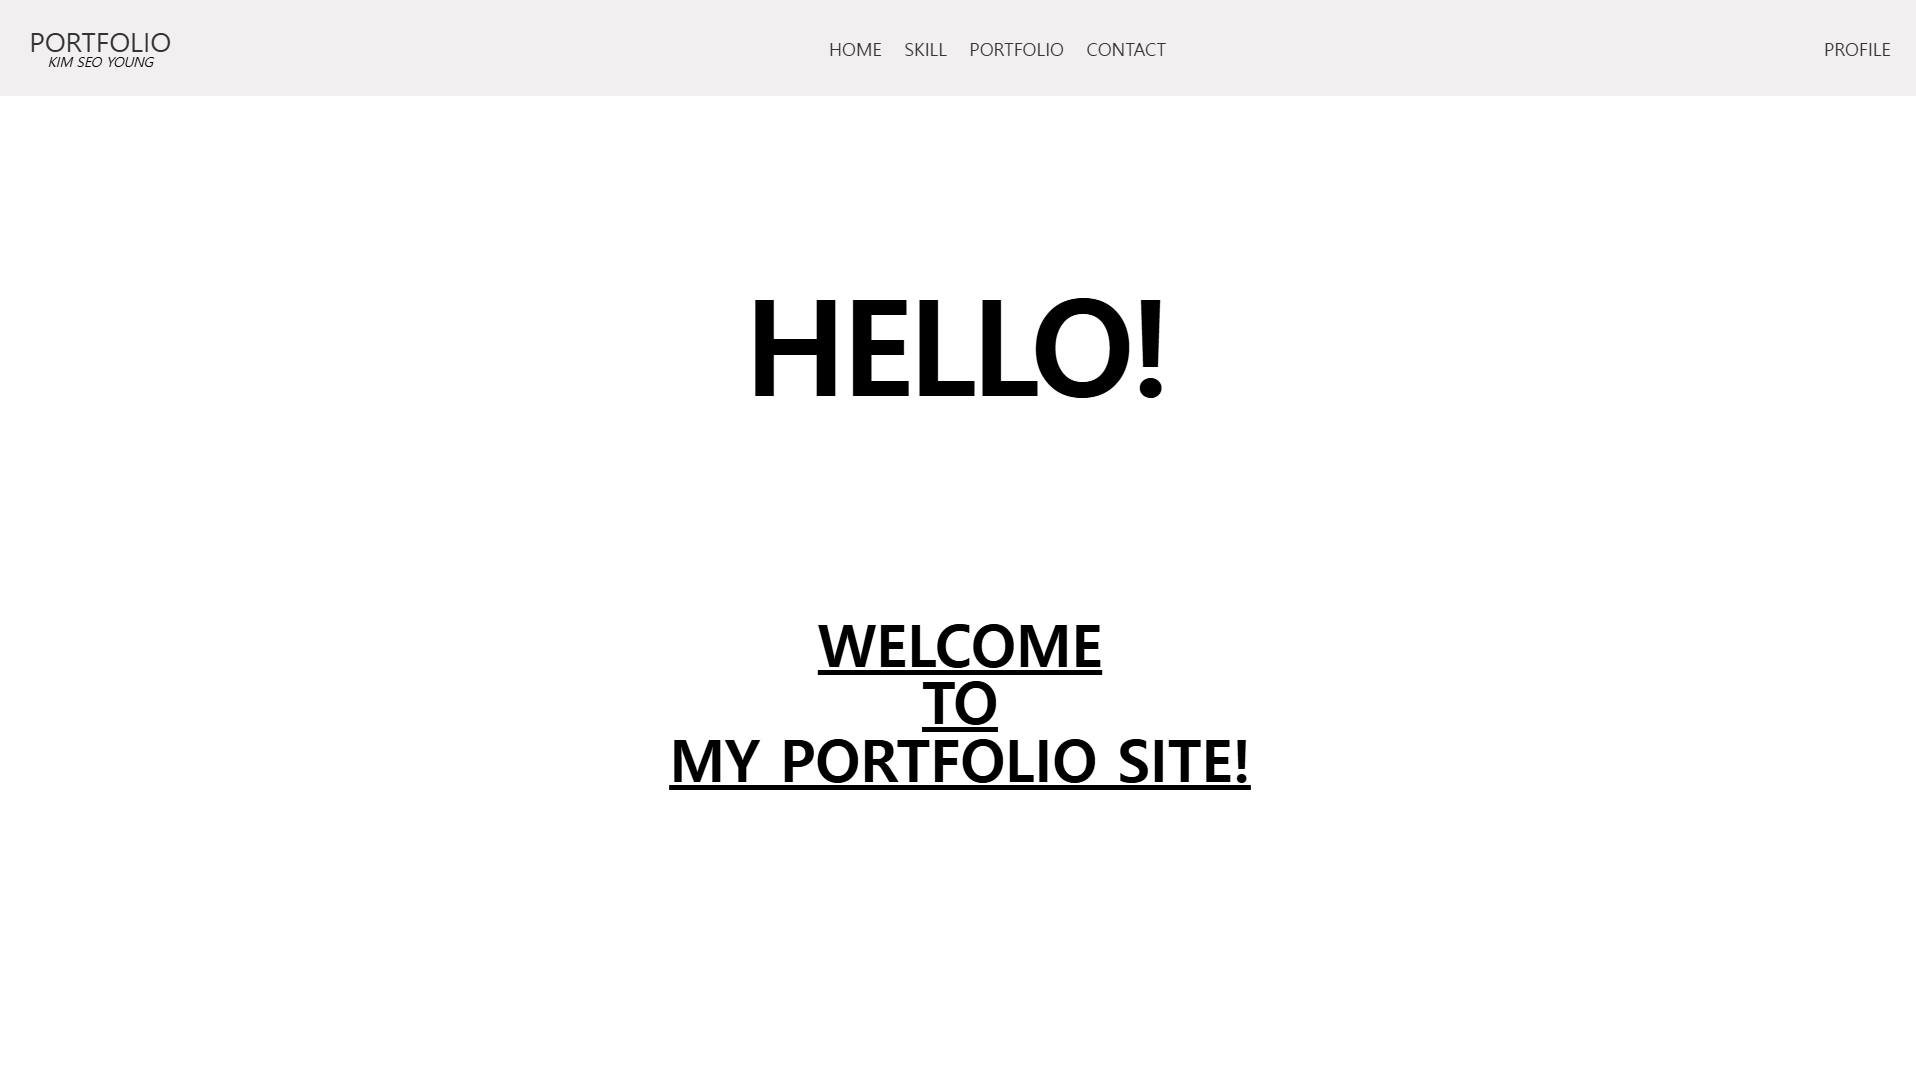 PORTFOLIO
KIM SEO YOUNG
HOME SKILL PORTFOLIO CONTACT
PROFILE
HELLO!
WELCOME
TO
MY PORTFOLIO SITE!